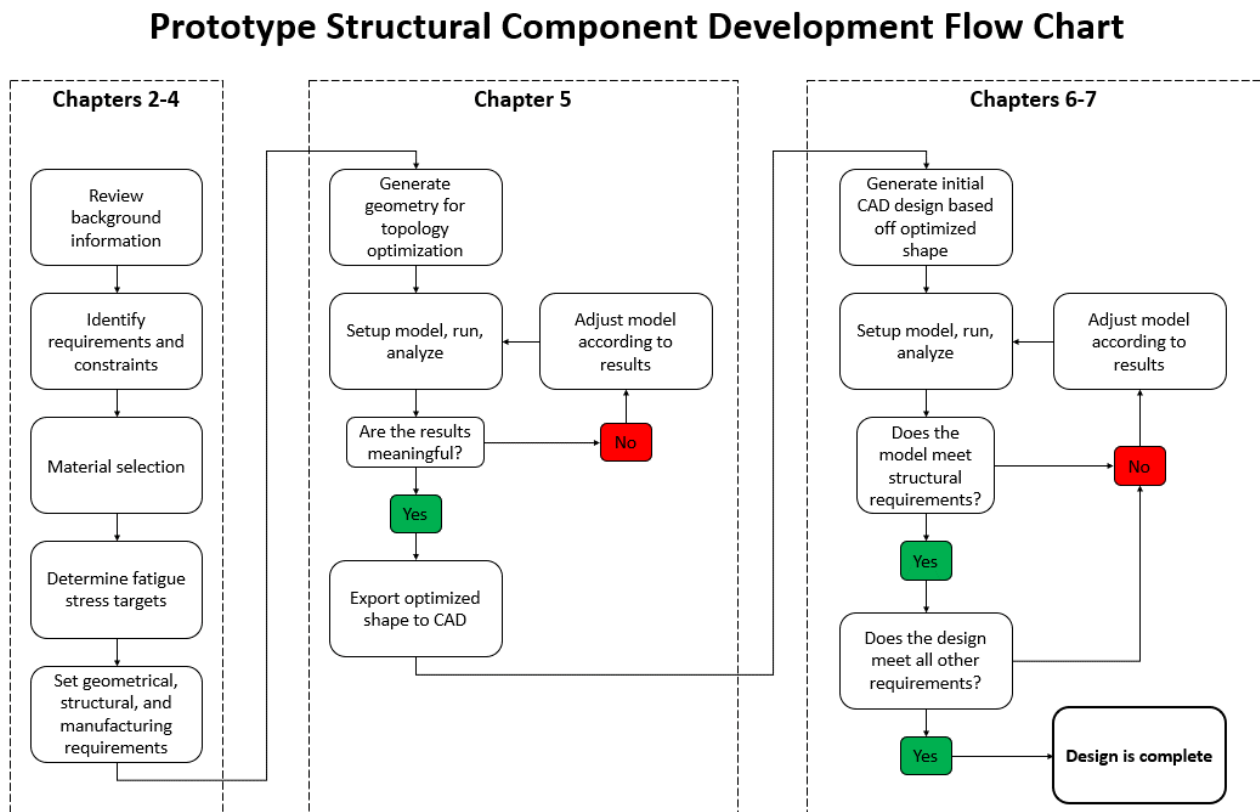 Prototype Structural Component Development Flow Chart
Chapters 2-4
Review
background
information
Identify
requirements and
constraints
Material selection
Determine fatigue
stress targets
Set geometrical,
structural, and
manufacturing
requirements
Chapter 5
Generate
geometry for
topology
optimization
Setup model, run,
analyze
Adjust model
according to
results
Are the results
meaningful?
No
Yes
Export optimized
shape to CAD
Chapters 6-7
Generate initial
CAD design based
off optimized
shape
Setup model, run,
analyze
Adjust model
according to
results
Does the
model meet
structural
requirements?
No
Yes
Does the design
meet all other
requirements?
Yes
Design is complete